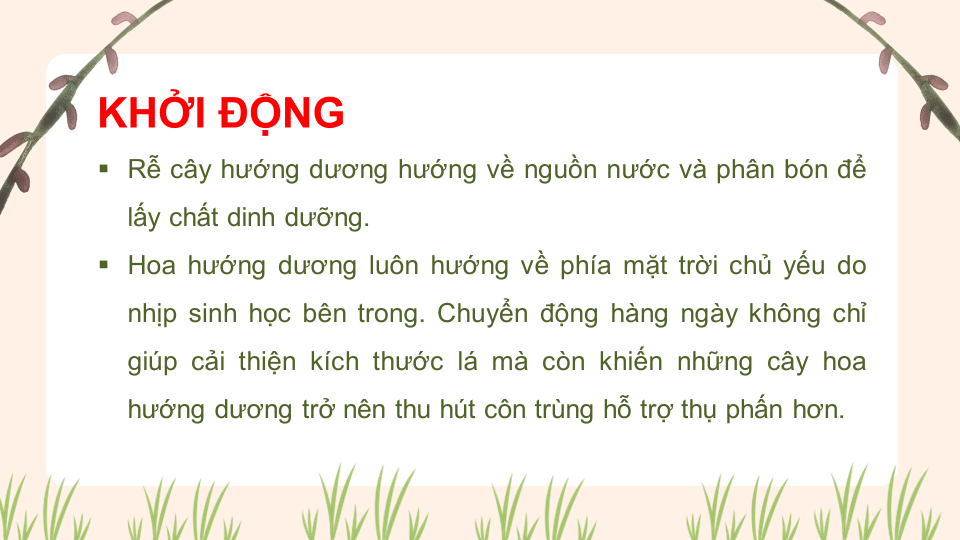 KHỞI ĐỘNG
▪ Rễ cây hướng dương hướng về nguồn nước và phân bón để
lấy chất dinh dưỡng.
▪ Hoa hướng dương luôn hướng về phía mặt trời chủ yếu do
nhịp sinh học bên trong. Chuyển động hàng ngày không chỉ
giúp cải thiện kích thước lá mà còn khiến những cây hoa
hướng dương trở nên thu hút côn trùng hỗ trợ thụ phấn hơn.